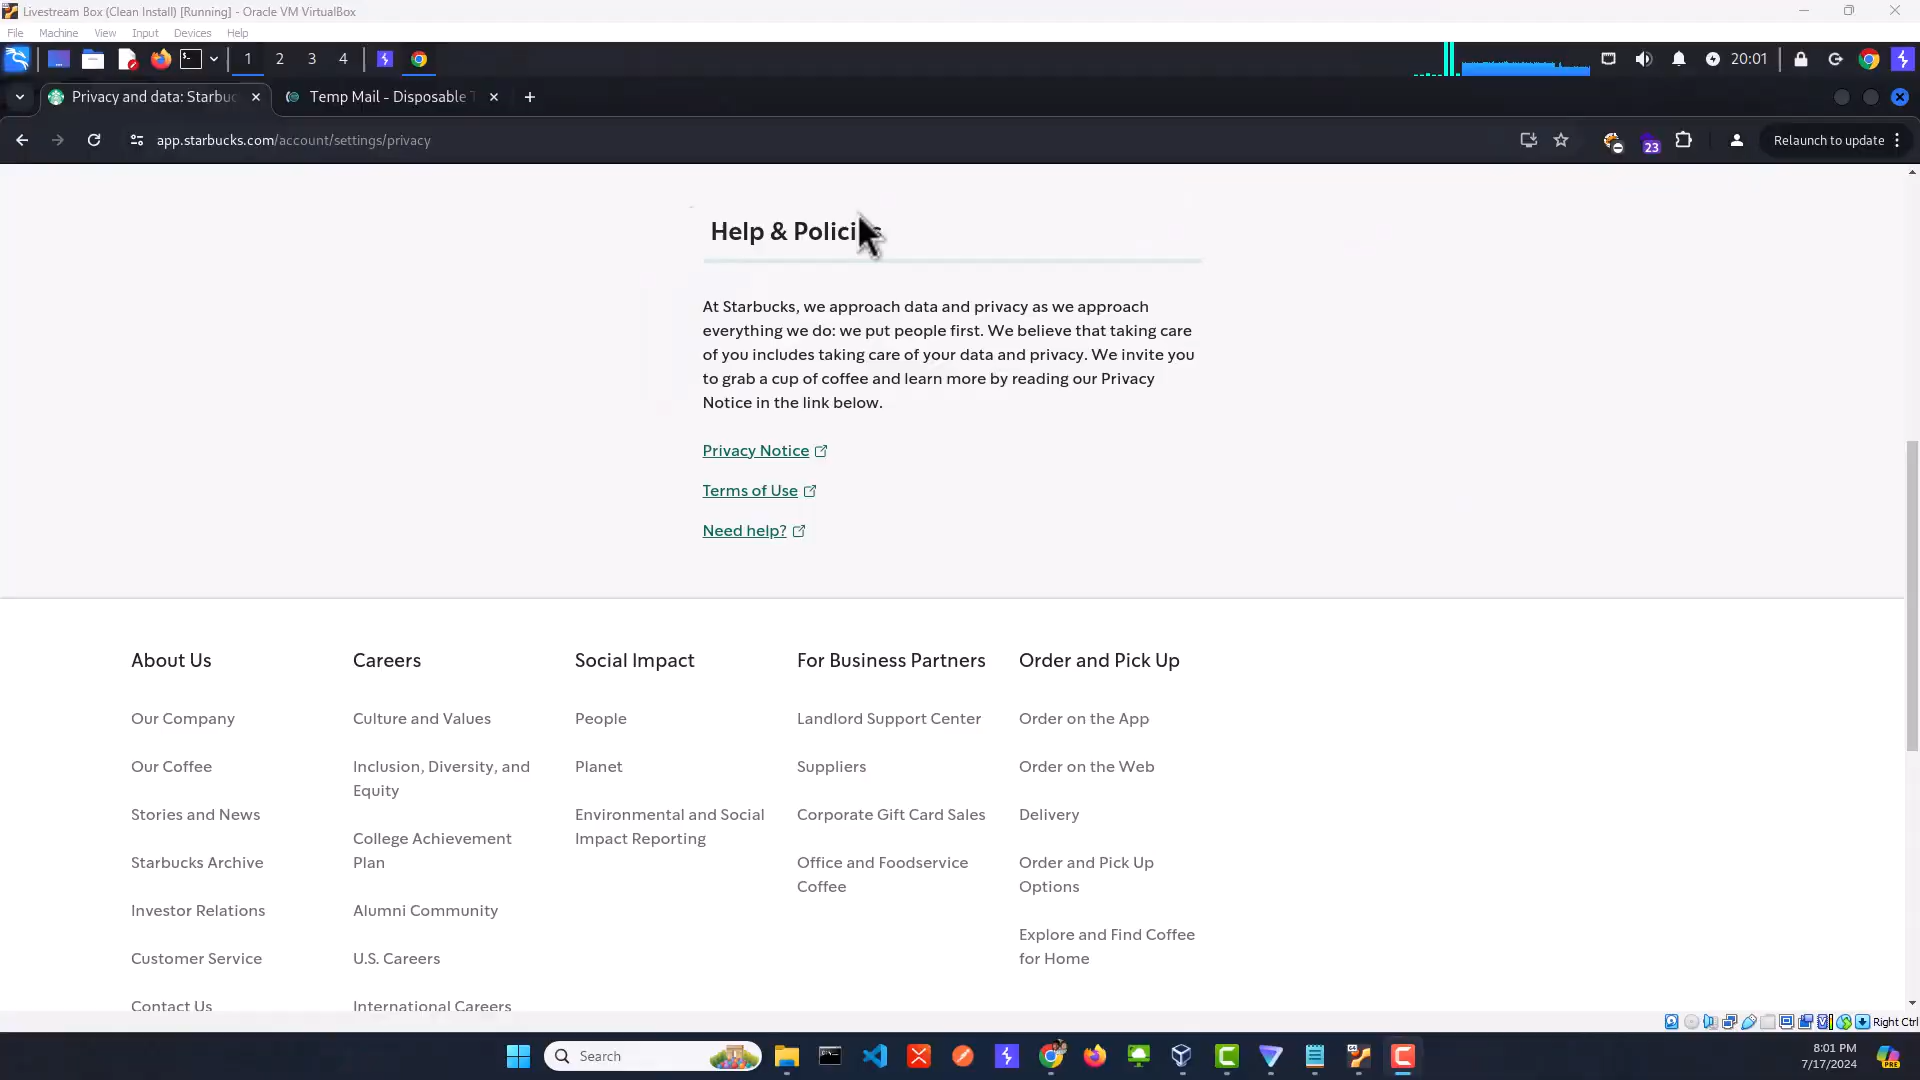 Livestream Box (Clean Install) [Running] - Oracle VM VirtualBox
File Machine View Input Devices Help
1 2 3 4
20:01
Privacy and data: Starbuc
Temp Mail - Disposable T
app.starbucks.com/account/settings/privacy
23
Relaunch to update
Help & Policies
At Starbucks, we approach data and privacy as we approach
everything we do: we put people first. We believe that taking care
of you includes taking care of your data and privacy. We invite you
to grab a cup of coffee and learn more by reading our Privacy
Notice in the link below.
Privacy Notice
Terms of Use
Need help?
About Us
Our Company
Our Coffee
Stories and News
Starbucks Archive
Investor Relations
Customer Service
Contact Us
Careers
Culture and Values
Inclusion, Diversity, and
Equity
College Achievement
Plan
Alumni Community
U.S. Careers
International Careers
Social Impact
People
Planet
Environmental and Social
Impact Reporting
For Business Partners
Landlord Support Center
Suppliers
Corporate Gift Card Sales
Office and Foodservice
Coffee
Order and Pick Up
Order on the App
Order on the Web
Delivery
Order and Pick Up
Options
Explore and Find Coffee
for Home
Right Ctrl
Search
8:01 PM
7/17/2024